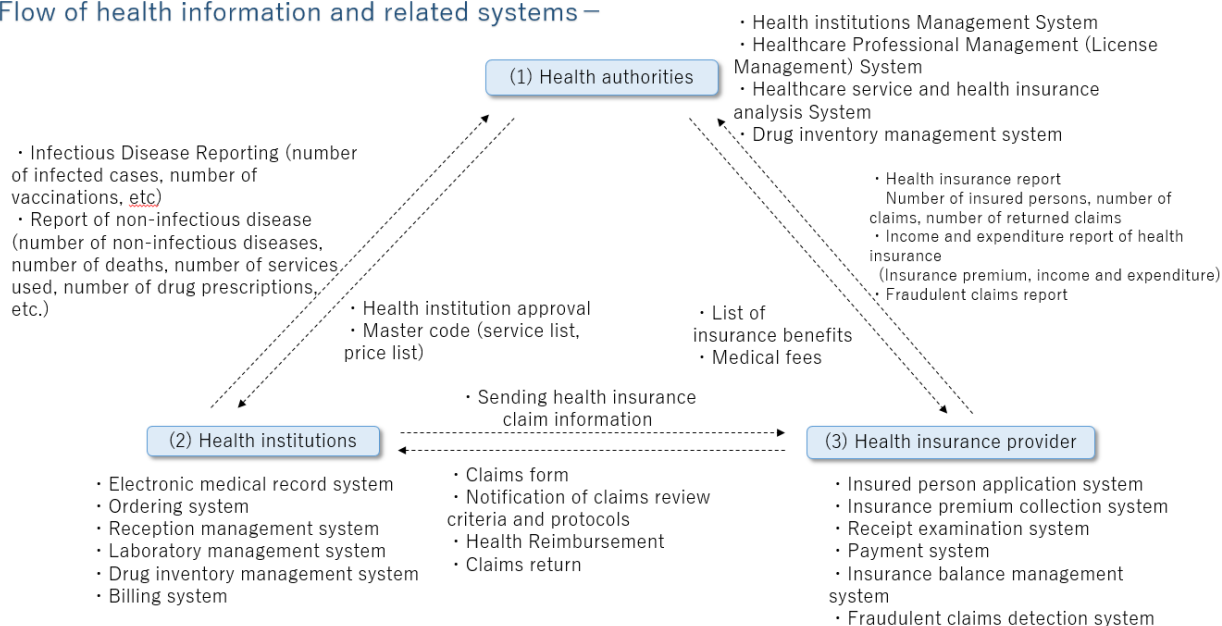 Flow of health information and related systems－
・Health institutions Management System
・Healthcare Professional Management (License
Management) System
・Healthcare service and health insurance
analysis System
・Drug inventory management system
(1) Health authorities
・Infectious Disease Reporting (number
of infected cases, number of
vaccinations, etc)
・Report of non-infectious disease
(number of non-infectious diseases,
number of deaths, number of services
used, number of drug prescriptions,
etc.)
・Health insurance report
Number of insured persons, number of
claims, number of returned claims
・Income and expenditure report of health
insurance
(Insurance premium, income and expenditure)
・Fraudulent claims report
・Health institution approval
・Master code (service list,
price list)
・List of
insurance benefits
・Medical fees
・Sending health insurance
claim information
(2) Health institutions
(3) Health insurance provider
・Electronic medical record system
・Ordering system
・Reception management system
・Laboratory management system
・Drug inventory management system
・Billing system
・Claims form
・Notification of claims review
criteria and protocols
・Health Reimbursement
・Claims return
・Insured person application system
・Insurance premium collection system
・Receipt examination system
・Payment system
・Insurance balance management
system
・Fraudulent claims detection system